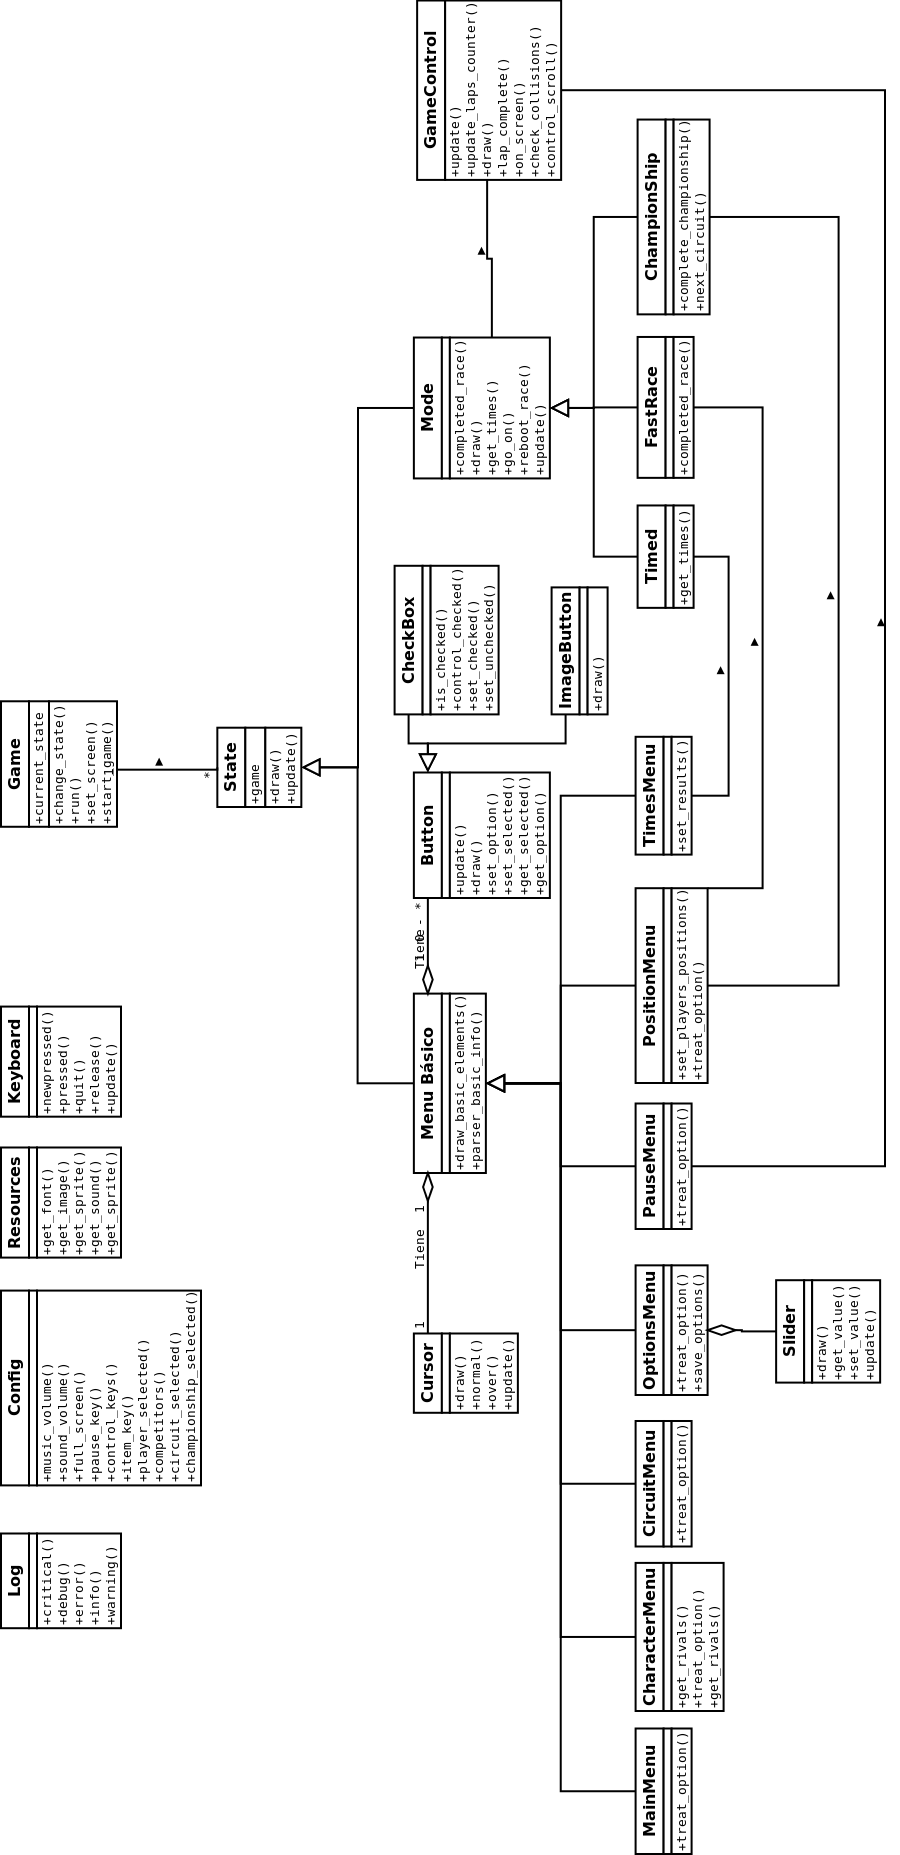 Log
+critical()
+debug()
+error()
+info()
+warning()
Config
+music_volume()
+sound_volume()
+full_screen()
+pause_key()
+control_keys()
+item_key()
+player_selected()
+competitors()
+circuit_selected()
+championship_selected()
Resources
+get_font()
+get_image()
+get_sprite()
+get_sound()
+get_sprite()
Keyboard
+newpressed()
+pressed()
+quit()
+release()
+update()
Game
+current_state
+change_state()
+run()
+set_screen()
+start_game()
1
*
State
+game
+draw()
+update()
Cursor
+draw()
+normal()
+over()
+update()
1
Tiene
1
Menu Básico
+draw_basic_elements()
+parser_basic_info()
Tiene
- *
Button
+update()
+draw()
+set_option()
+set_selected()
+get_selected()
+get_option()
CheckBox
+is_checked()
+control_checked()
+set_checked()
+set_unchecked()
ImageButton
+draw()
Mode
+completed_race()
+draw()
+get_times()
+go_on()
+reboot_race()
+update()
GameControl
+update()
+update_laps_counter()
+draw()
+lap_complete()
+on_screen()
+check_collisions()
+control_scroll()
MainMenu
+treat_option()
CharacterMenu
+get_rivals()
+treat_option()
+get_rivals()
CircuitMenu
+treat_option()
OptionsMenu
+treat_option()
+save_options()
PauseMenu
+treat_option()
PositionMenu
+set_players_positions()
+treat_option()
TimesMenu
+set_results()
Timed
+get_times()
FastRace
+completed_race()
ChampionShip
+complete_championship()
+next_circuit()
Slider
+draw()
+get_value()
+set_value()
+update()